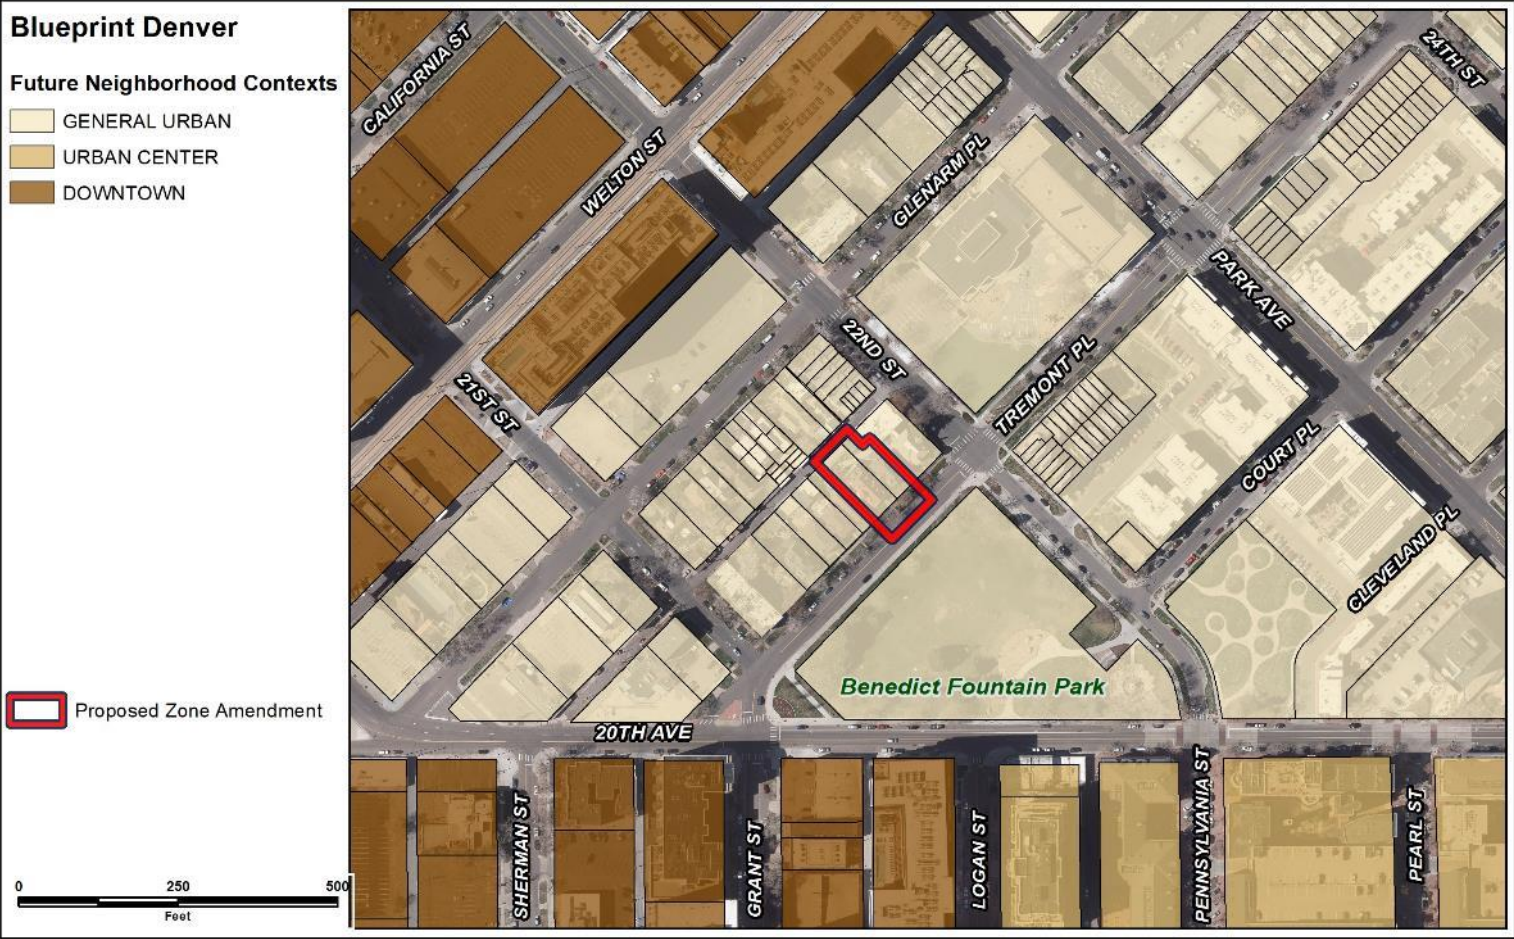 Blueprint Denver
Future Neighborhood Contexts
GENERAL URBAN
URBAN CENTER
DOWNTOWN
Proposed Zone Amendment
0 250 500
Feet
CALIFORNIA ST
24TH ST
WELTON ST
GLENARM PL
PARK AVE
22ND ST
TREMONT PL
21ST ST
COURT PL
CLEVELAND PL
Benedict Fountain Park
20TH AVE
SHERMAN ST
GRANT ST
LOGAN ST
PENNSYLVANIA ST
PEARL ST